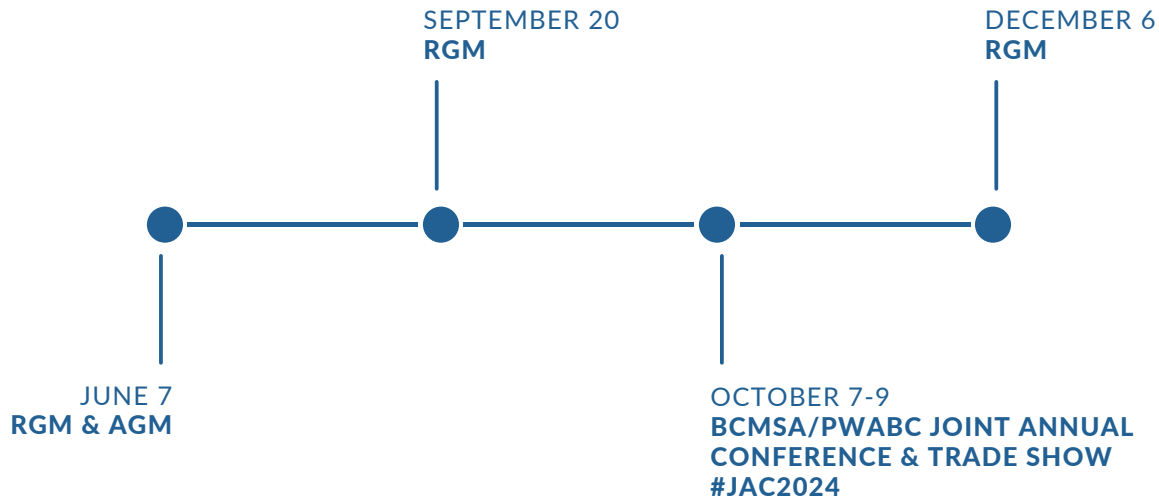 SEPTEMBER 20
RGM
DECEMBER 6
RGM
JUNE 7
RGM & AGM
OCTOBER 7-9
BCMSA/PWABC JOINT ANNUAL
CONFERENCE & TRADE SHOW
#JAC2024